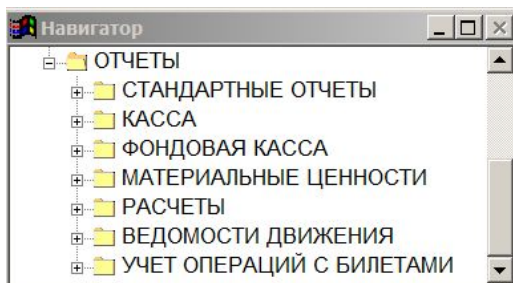 Навигатор
ОТЧЕТЫ
СТАНДАРТНЫЕ ОТЧЕТЫ
КАССА
ФОНДОВАЯ КАССА
МАТЕРИАЛЬНЫЕ ЦЕННОСТИ
РАСЧЕТЫ
ВЕДОМОСТИ ДВИЖЕНИЯ
УЧЕТ ОПЕРАЦИЙ С БИЛЕТАМИ